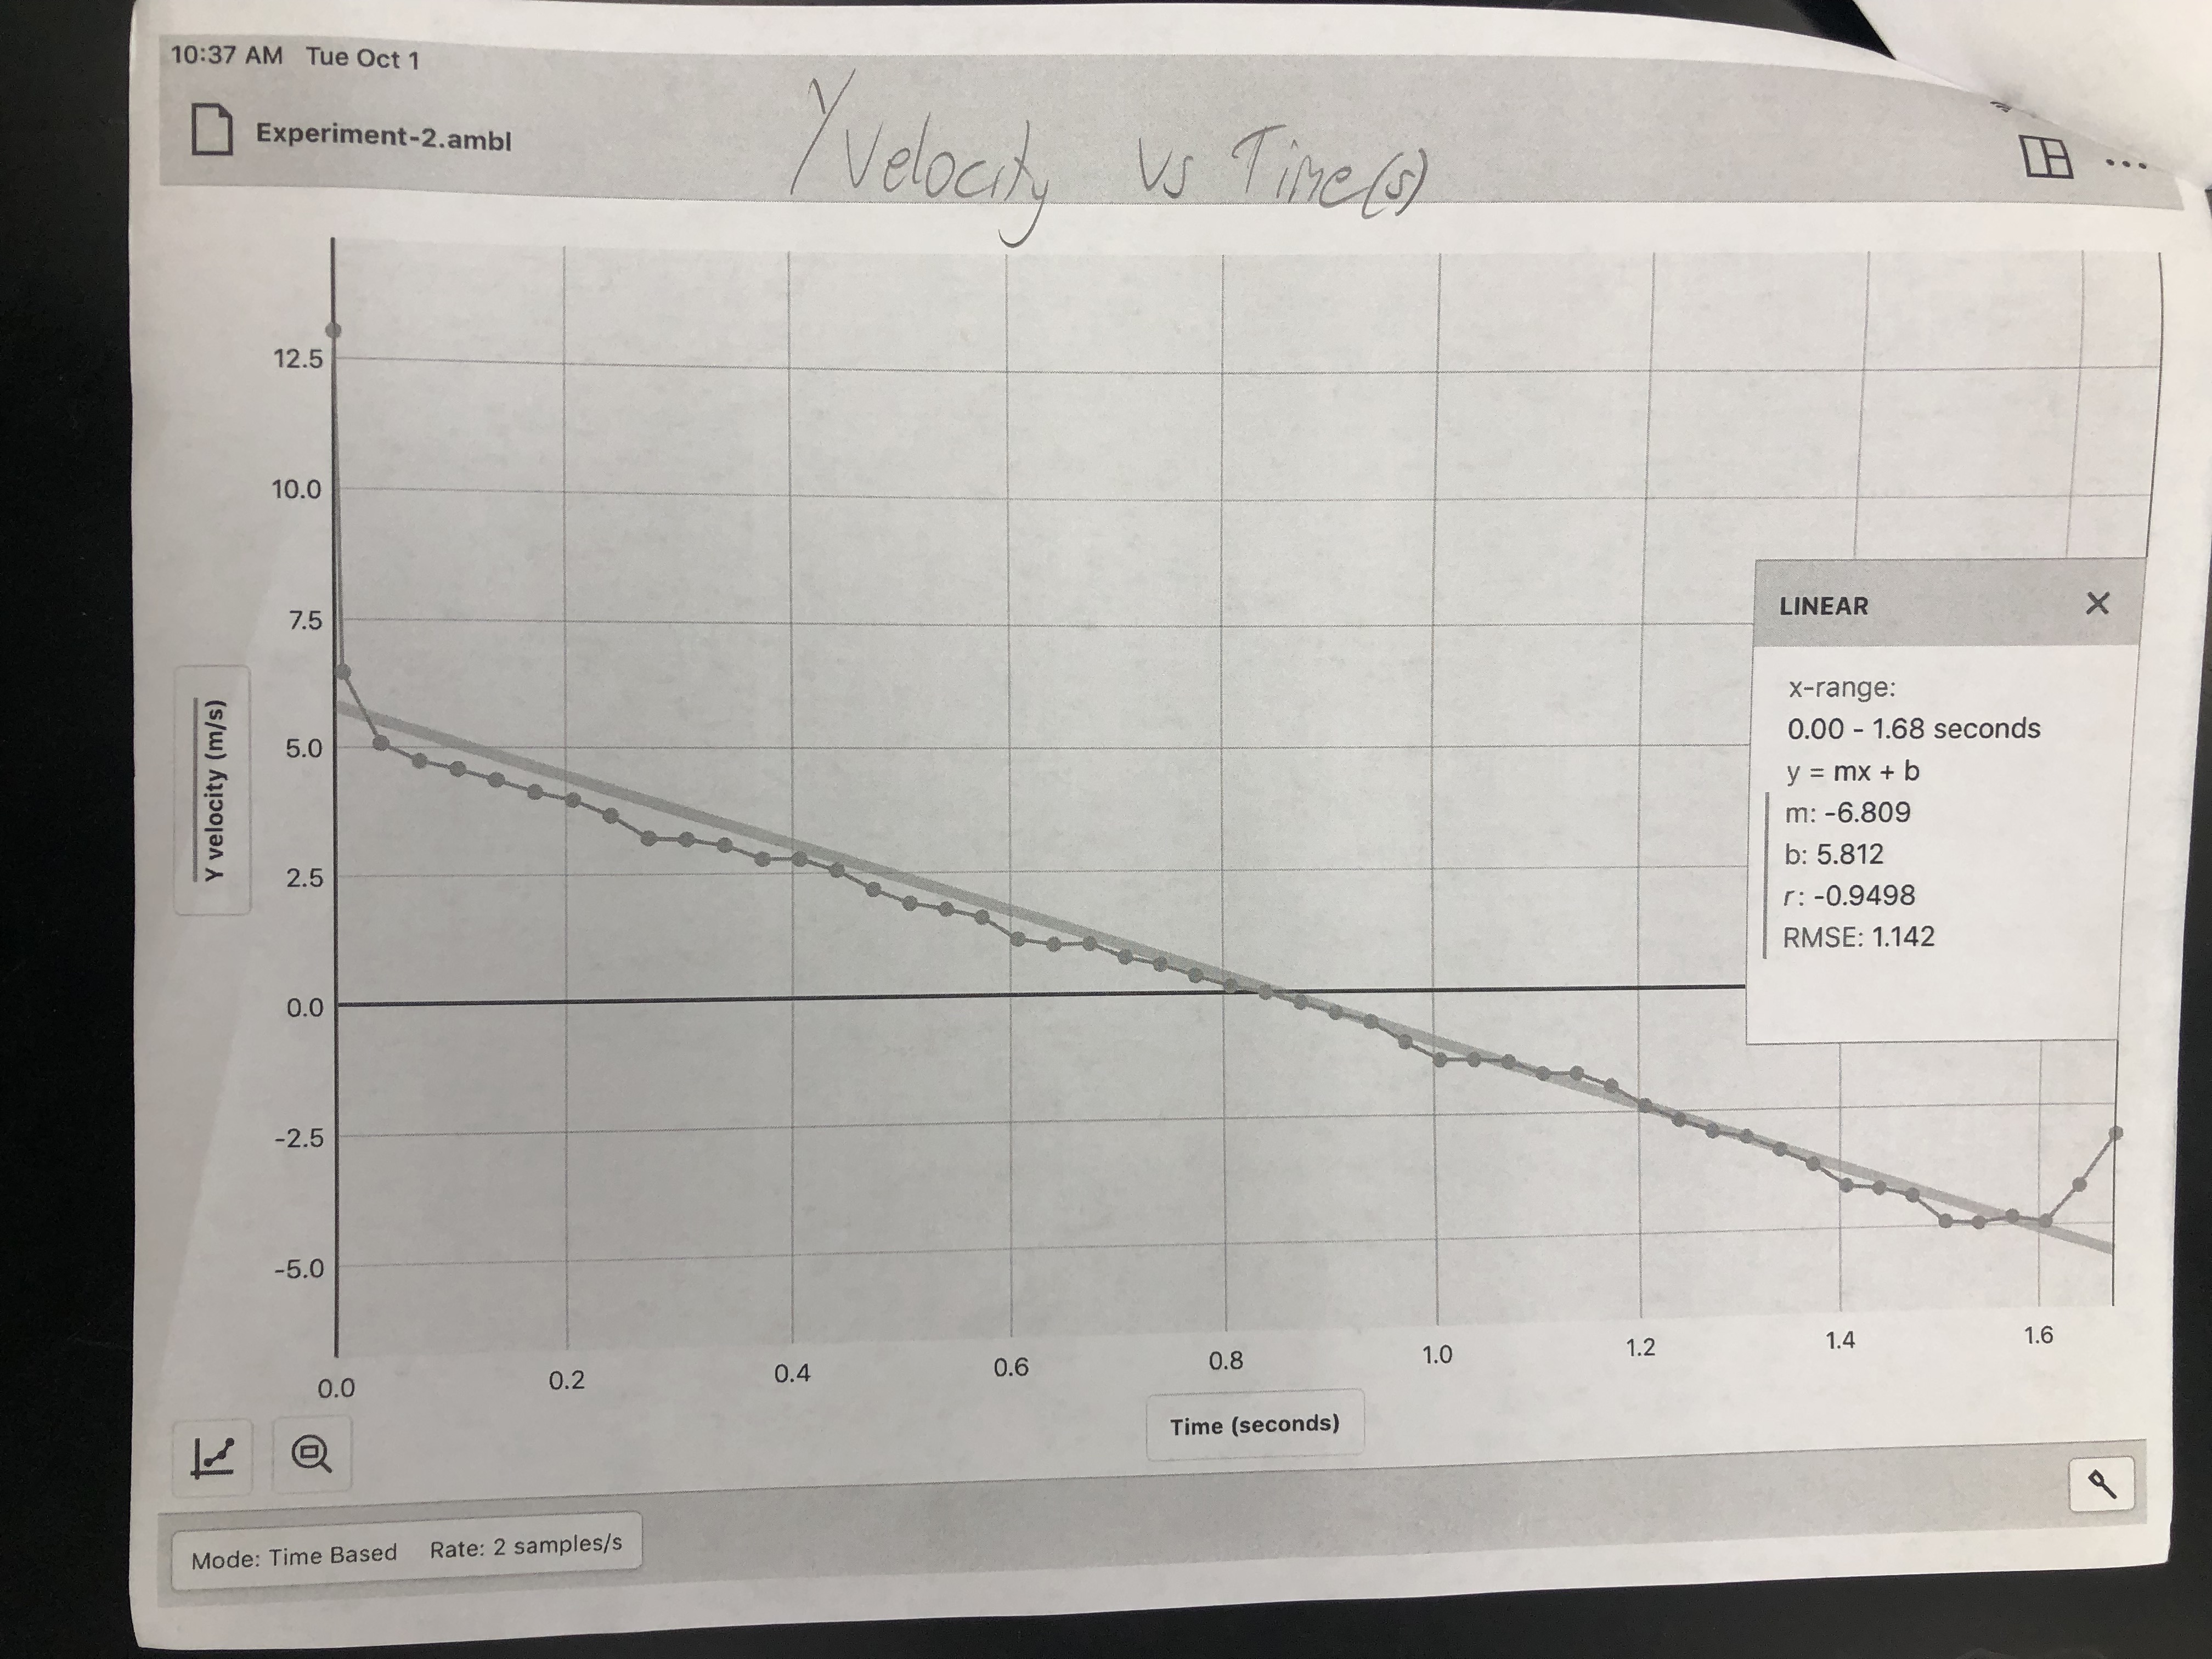 10:37 AM Tue Oct 1
Experiment-2.ambl
Y Velocity Vs Time(s)
12.5
10.0
7.5
5.0
2.5
0.0
-2.5
-5.0
Y velocity (m/s)
LINEAR
x-range:
0.00 - 1.68 seconds
y = mx + b
m: -6.809
b: 5.812
r: -0.9498
RMSE: 1.142
0.0 0.2 0.4 0.6 0.8 1.0 1.2 1.4 1.6
Time (seconds)
Mode: Time Based Rate: 2 samples/s